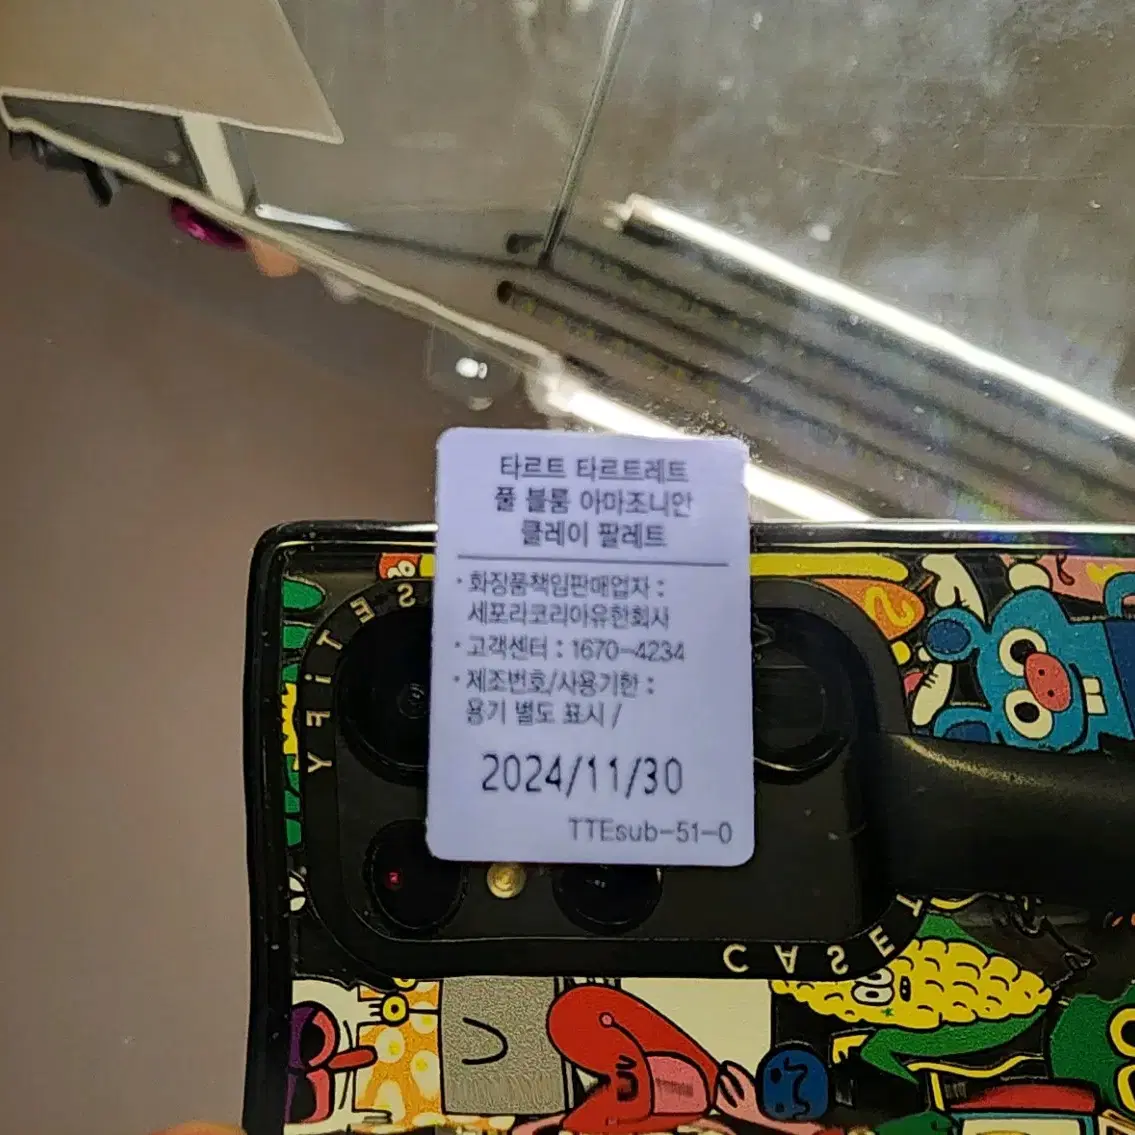 타르트 타르트레트
풀 블룸 아마조니안
클레이 팔레트
· 화장품책임판매업자 :
세포라코리아유한회사
· 고객센터 : 1670-4234
· 제조번호/사용기한 :
용기 별도 표시 /
2024/11/30
TTEsub-51-0
CASETiFY
CASET